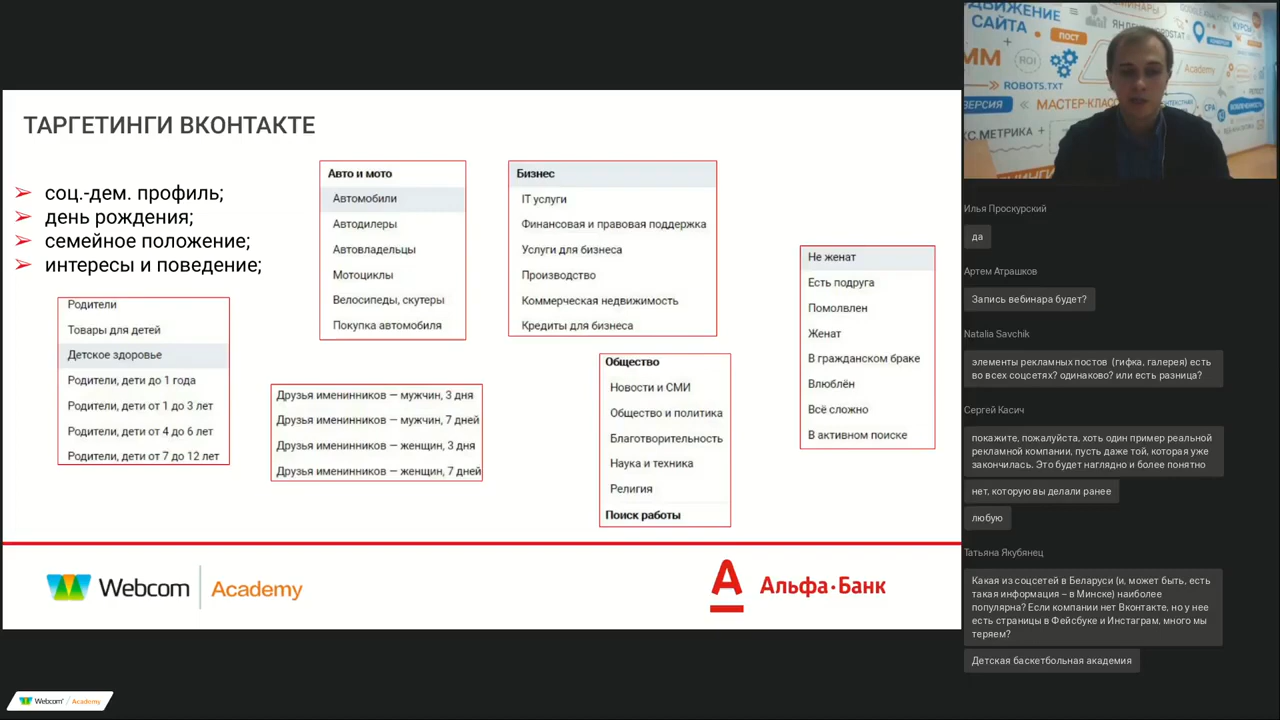 ТАРГЕТИНГИ ВКОНТАКТЕ
соц.-дем. профиль;
день рождения;
семейное положение;
интересы и поведение;
Родители
Товары для детей
Детское здоровье
Родители, дети до 1 года
Родители, дети от 1 до 3 лет
Родители, дети от 4 до 6 лет
Родители, дети от 7 до 12 лет
Авто и мото
Автомобили
Автодилеры
Автовладельцы
Мотоциклы
Велосипеды, скутеры
Покупка автомобиля
Друзья именинников — мужчин, 3 дня
Друзья именинников — мужчин, 7 дней
Друзья именинников — женщин, 3 дня
Друзья именинников — женщин, 7 дней
Бизнес
IT услуги
Финансовая и правовая поддержка
Услуги для бизнеса
Производство
Коммерческая недвижимость
Кредиты для бизнеса
Общество
Новости и СМИ
Общество и политика
Благотворительность
Наука и техника
Религия
Поиск работы
Не женат
Есть подруга
Помолвлен
Женат
В гражданском браке
Влюблён
Всё сложно
В активном поиске
Webcom Academy
Альфа·Банк
Webcom Academy
САЙТА
ПОСТ
ROI
Academy
ROBOTS.TXT
МАСТЕР-КЛАСС
CPA
Илья Проскурский
да
Артем Атрашков
Запись вебинара будет?
Natalia Savchik
элементы рекламных постов (гифка, галерея) есть
во всех соцсетях? одинаково? или есть разница?
Сергей Касич
покажите, пожалуйста, хоть один пример реальной
рекламной компании, пусть даже той, которая уже
закончилась. Это будет наглядно и более понятно
нет, которую вы делали ранее
любую
Татьяна Якубянец
Какая из соцсетей в Беларуси (и, может быть, есть
такая информация – в Минске) наиболее
популярна? Если компании нет Вконтакте, но у нее
есть страницы в Фейсбуке и Инстаграм, много мы
теряем?
Детская баскетбольная академия